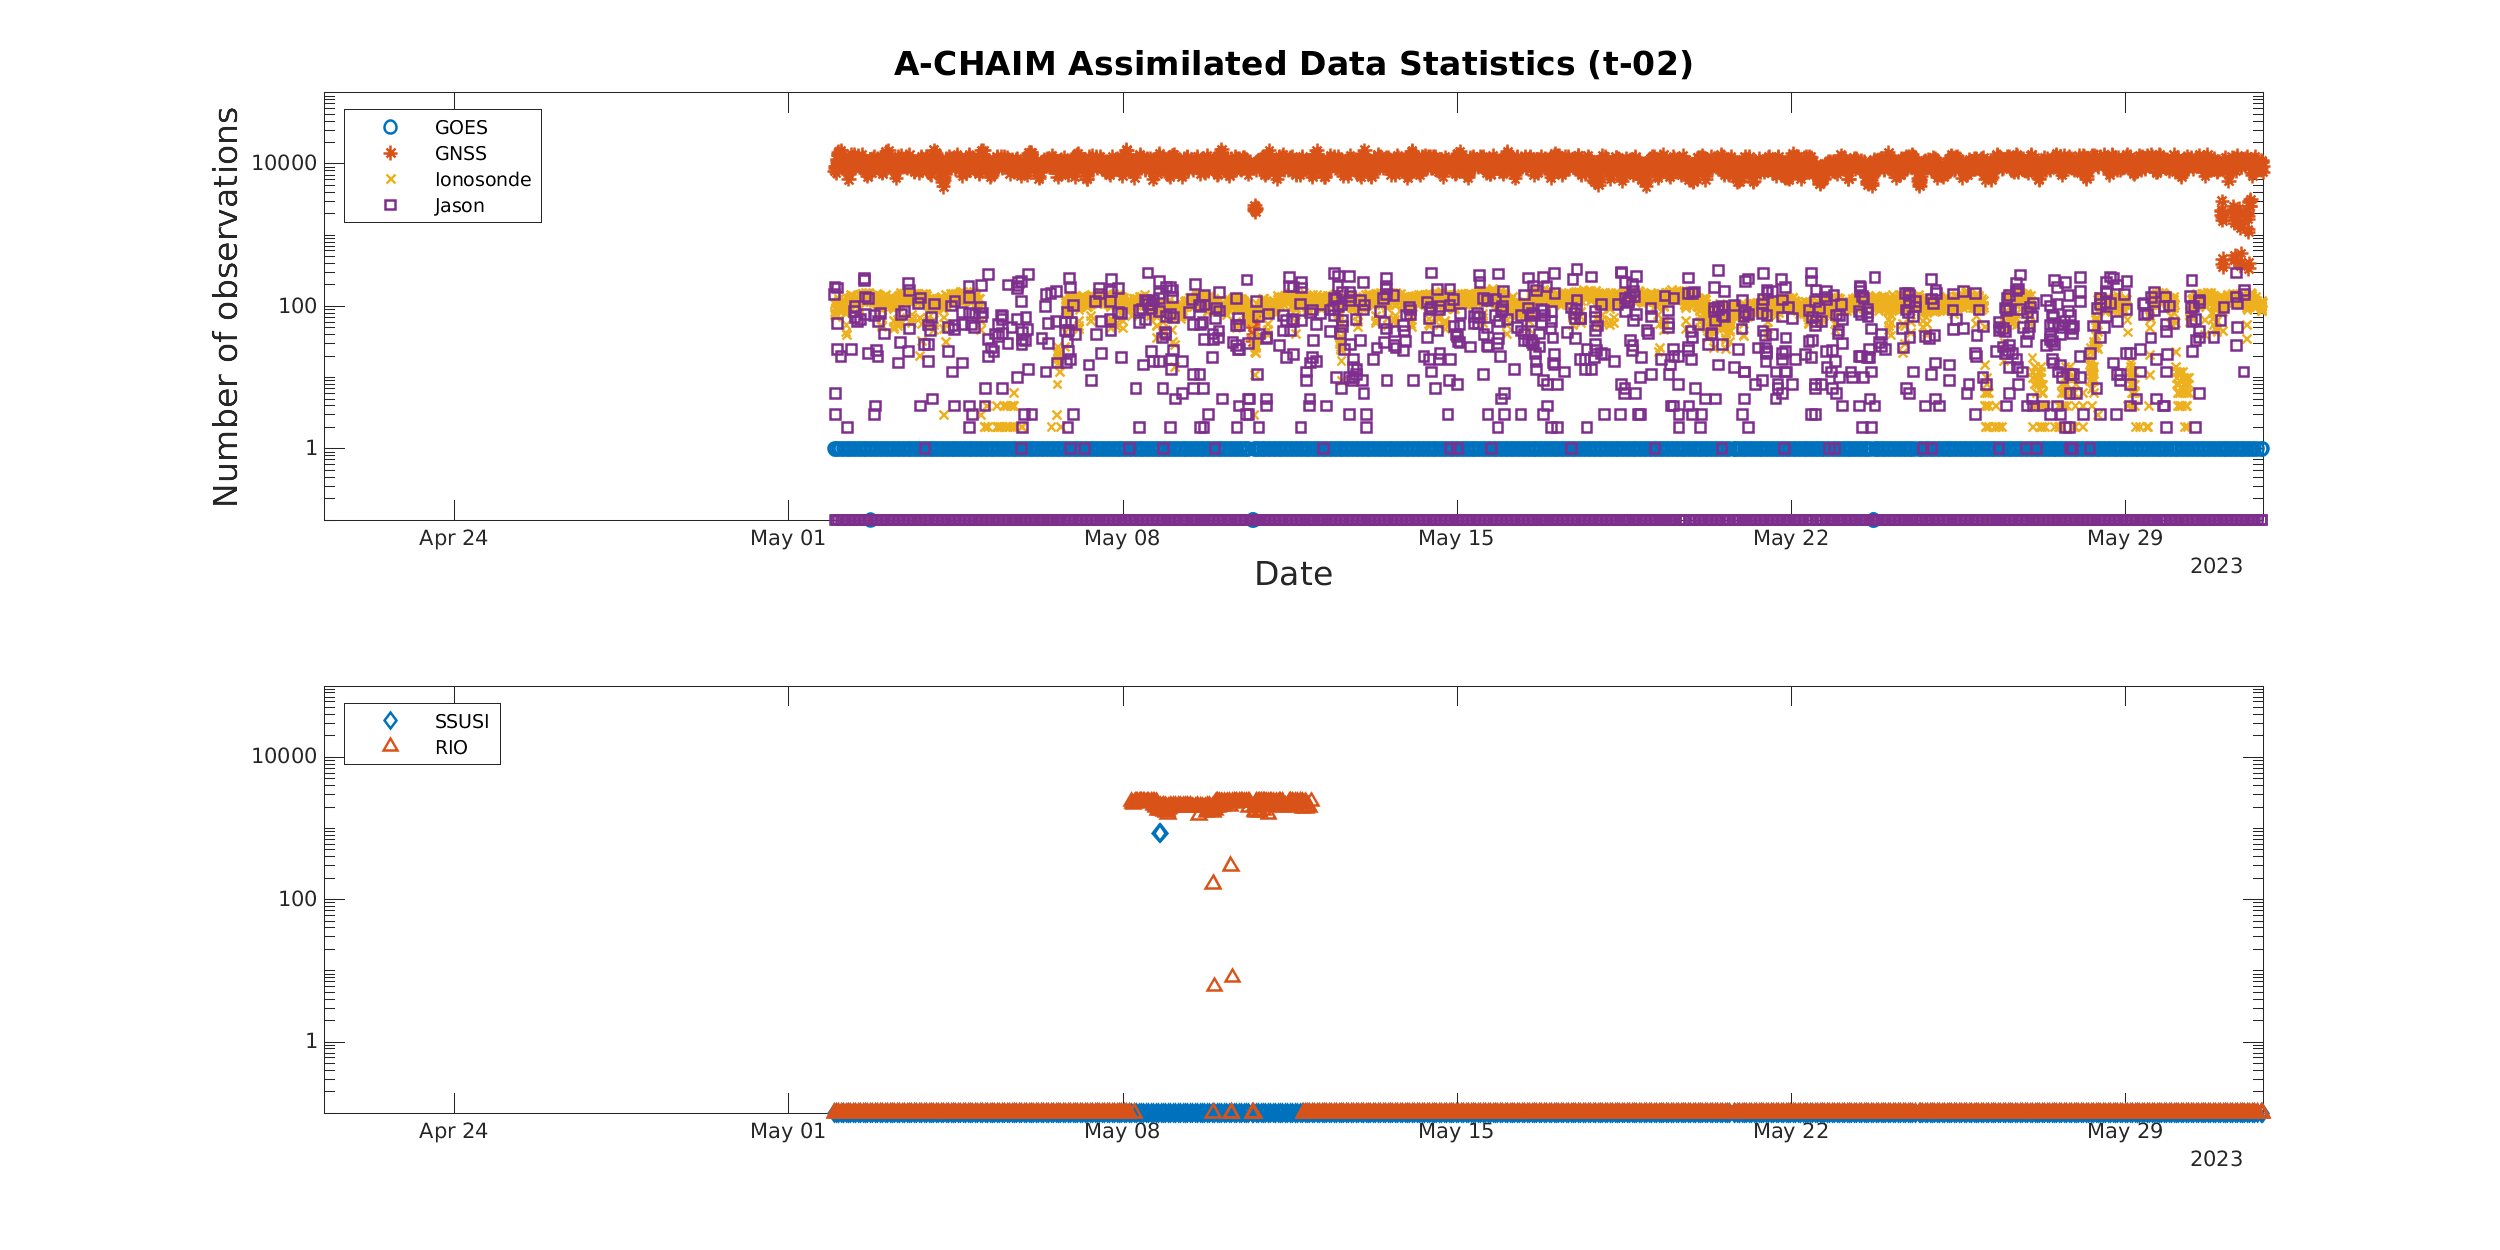 A-CHAIM Assimilated Data Statistics (t-02)
Number of observations
10000
100
1
GOES
GNSS
Ionosonde
Jason
Apr 24
May 01
May 08
May 15
May 22
May 29
2023
Date
10000
100
1
SSUSI
RIO
Apr 24
May 01
May 08
May 15
May 22
May 29
2023